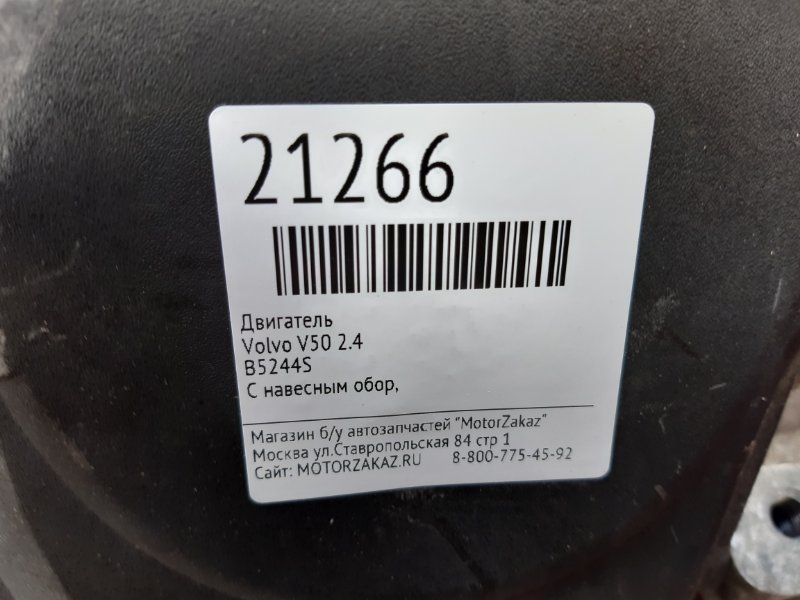 21266
Двигатель
Volvo V50 2.4
B5244S
С навесным обор,
Магазин б/у автозапчастей "MotorZakaz"
Москва ул.Ставропольская 84 стр 1
Сайт: MOTORZAKAZ.RU 8-800-775-45-92